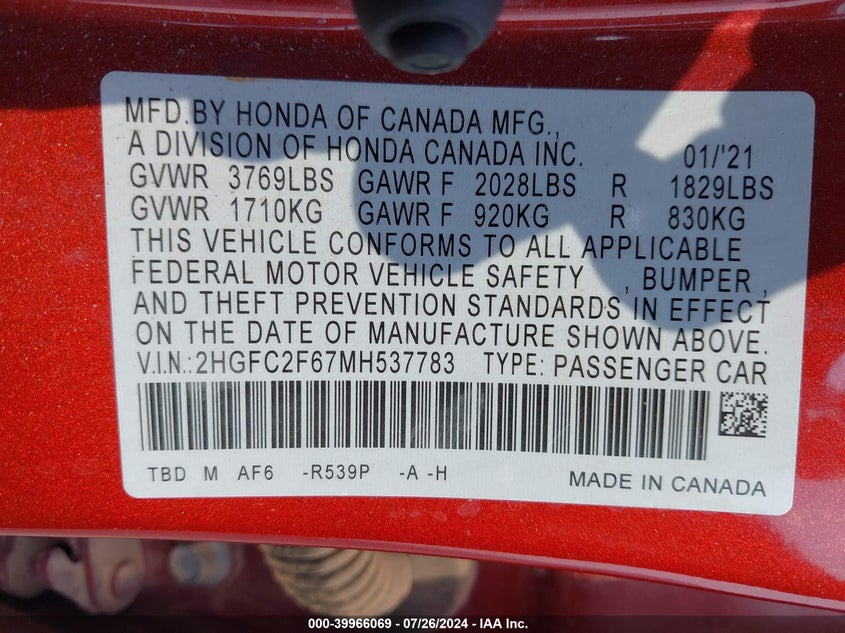 MFD.BY HONDA OF CANADA MFG.,
A DIVISION OF HONDA CANADA INC. 01/'21
GVWR 3769LBS GAWR F 2028LBS R 1829LBS
GVWR 1710KG GAWR F 920KG R 830KG
THIS VEHICLE CONFORMS TO ALL APPLICABLE
FEDERAL MOTOR VEHICLE SAFETY , BUMPER ,
AND THEFT PREVENTION STANDARDS IN EFFECT
ON THE DATE OF MANUFACTURE SHOWN ABOVE.
V.I.N.:2HGFC2F67MH537783 TYPE: PASSENGER CAR
TBD M AF6 -R539P -A -H MADE IN CANADA
000-39966069 - 07/26/2024 - IAA Inc.